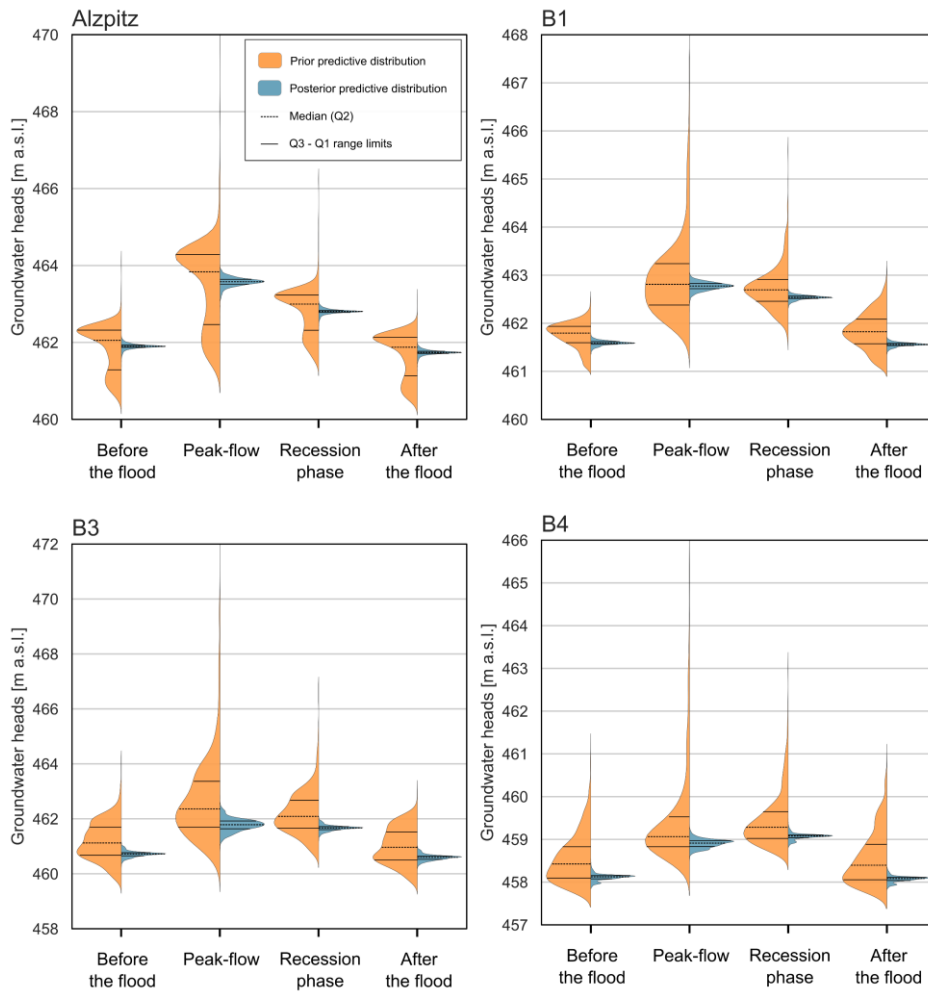 Alzpitz
Groundwater heads [m a.s.l.]
470
468
466
464
462
460
Prior predictive distribution
Posterior predictive distribution
Median (Q2)
Q3 - Q1 range limits
Before
the flood
Peak-flow
Recession
phase
After
the flood
B1
Groundwater heads [m a.s.l.]
468
467
466
465
464
463
462
461
460
Before
the flood
Peak-flow
Recession
phase
After
the flood
B3
Groundwater heads [m a.s.l.]
472
470
468
466
464
462
460
458
Before
the flood
Peak-flow
Recession
phase
After
the flood
B4
Groundwater heads [m a.s.l.]
466
465
464
463
462
461
460
459
458
457
Before
the flood
Peak-flow
Recession
phase
After
the flood